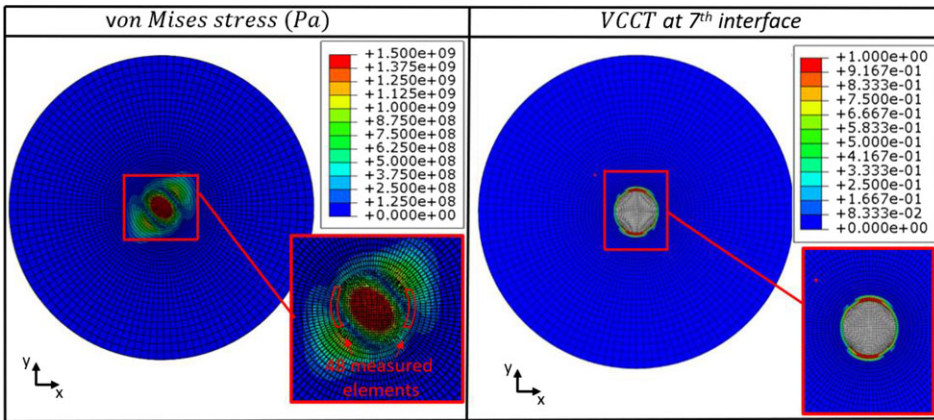 von Mises stress (Pa)
VCCT at 7th interface
+1.500e+09
+1.375e+09
+1.250e+09
+1.125e+09
+1.000e+09
+8.750e+08
+7.500e+08
+6.250e+08
+5.000e+08
+3.750e+08
+2.500e+08
+1.250e+08
+0.000e+00
48 measured
elements
y
x
+1.000e+00
+9.167e-01
+8.333e-01
+7.500e-01
+6.667e-01
+5.833e-01
+5.000e-01
+4.167e-01
+3.333e-01
+2.500e-01
+1.667e-01
+8.333e-02
+0.000e+00
y
x